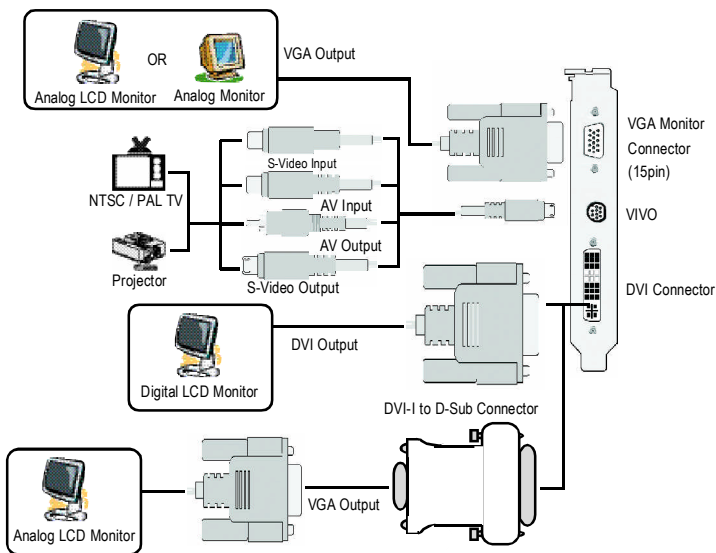 OR
VGA Output
Analog LCD Monitor
Analog Monitor
VGA Monitor
Connector
(15pin)
S-Video Input
NTSC / PAL TV
AV Input
VIVO
AV Output
Projector
S-Video Output
DVI Connector
DVI Output
Digital LCD Monitor
DVI-I to D-Sub Connector
VGA Output
Analog LCD Monitor